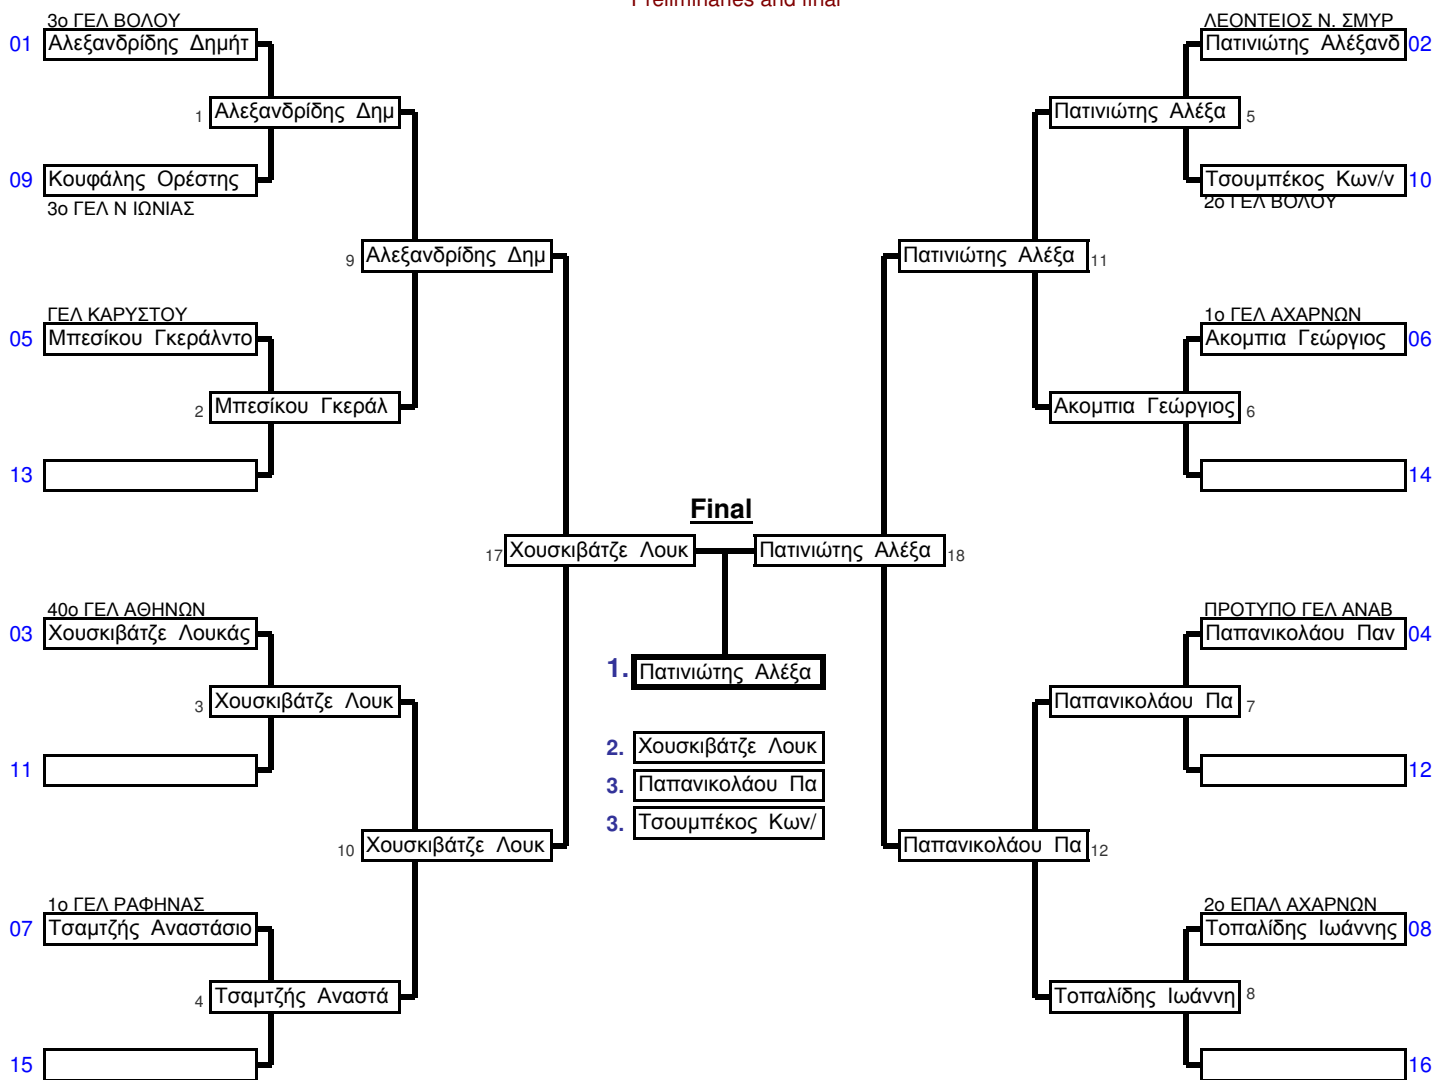 Preliminaries and final
3ο ΓΕΛ ΒΟΛΟΥ
01 Αλεξανδρίδης Δημήτ
1 Αλεξανδρίδης Δημ
09 Κουφάλης Ορέστης
3ο ΓΕΛ Ν ΙΩΝΙΑΣ
9 Αλεξανδρίδης Δημ
ΓΕΛ ΚΑΡΥΣΤΟΥ
05 Μπεσίκου Γκεράλντο
2 Μπεσίκου Γκεράλ
13
17 Χουσκιβάτζε Λουκ
40ο ΓΕΛ ΑΘΗΝΩΝ
03 Χουσκιβάτζε Λουκάς
3 Χουσκιβάτζε Λουκ
11
10 Χουσκιβάτζε Λουκ
1ο ΓΕΛ ΡΑΦΗΝΑΣ
07 Τσαμτζής Αναστάσιο
4 Τσαμτζής Αναστά
15
Final
1. Πατινιώτης Αλέξα
2. Χουσκιβάτζε Λουκ
3. Παπανικολάου Πα
3. Τσουμπέκος Κων/
ΛΕΟΝΤΕΙΟΣ Ν. ΣΜΥΡ
Πατινιώτης Αλέξανδ 02
Πατινιώτης Αλέξα 5
Τσουμπέκος Κων/ν 10
2ο ΓΕΛ ΒΟΛΟΥ
Πατινιώτης Αλέξα 11
1ο ΓΕΛ ΑΧΑΡΝΩΝ
Ακομπια Γεώργιος 06
Ακομπια Γεώργιος 6
14
Πατινιώτης Αλέξα 18
ΠΡΟΤΥΠΟ ΓΕΛ ΑΝΑΒ
Παπανικολάου Παν 04
Παπανικολάου Πα 7
12
Παπανικολάου Πα 12
2ο ΕΠΑΛ ΑΧΑΡΝΩΝ
Τοπαλίδης Ιωάννης 08
Τοπαλίδης Ιωάννη 8
16